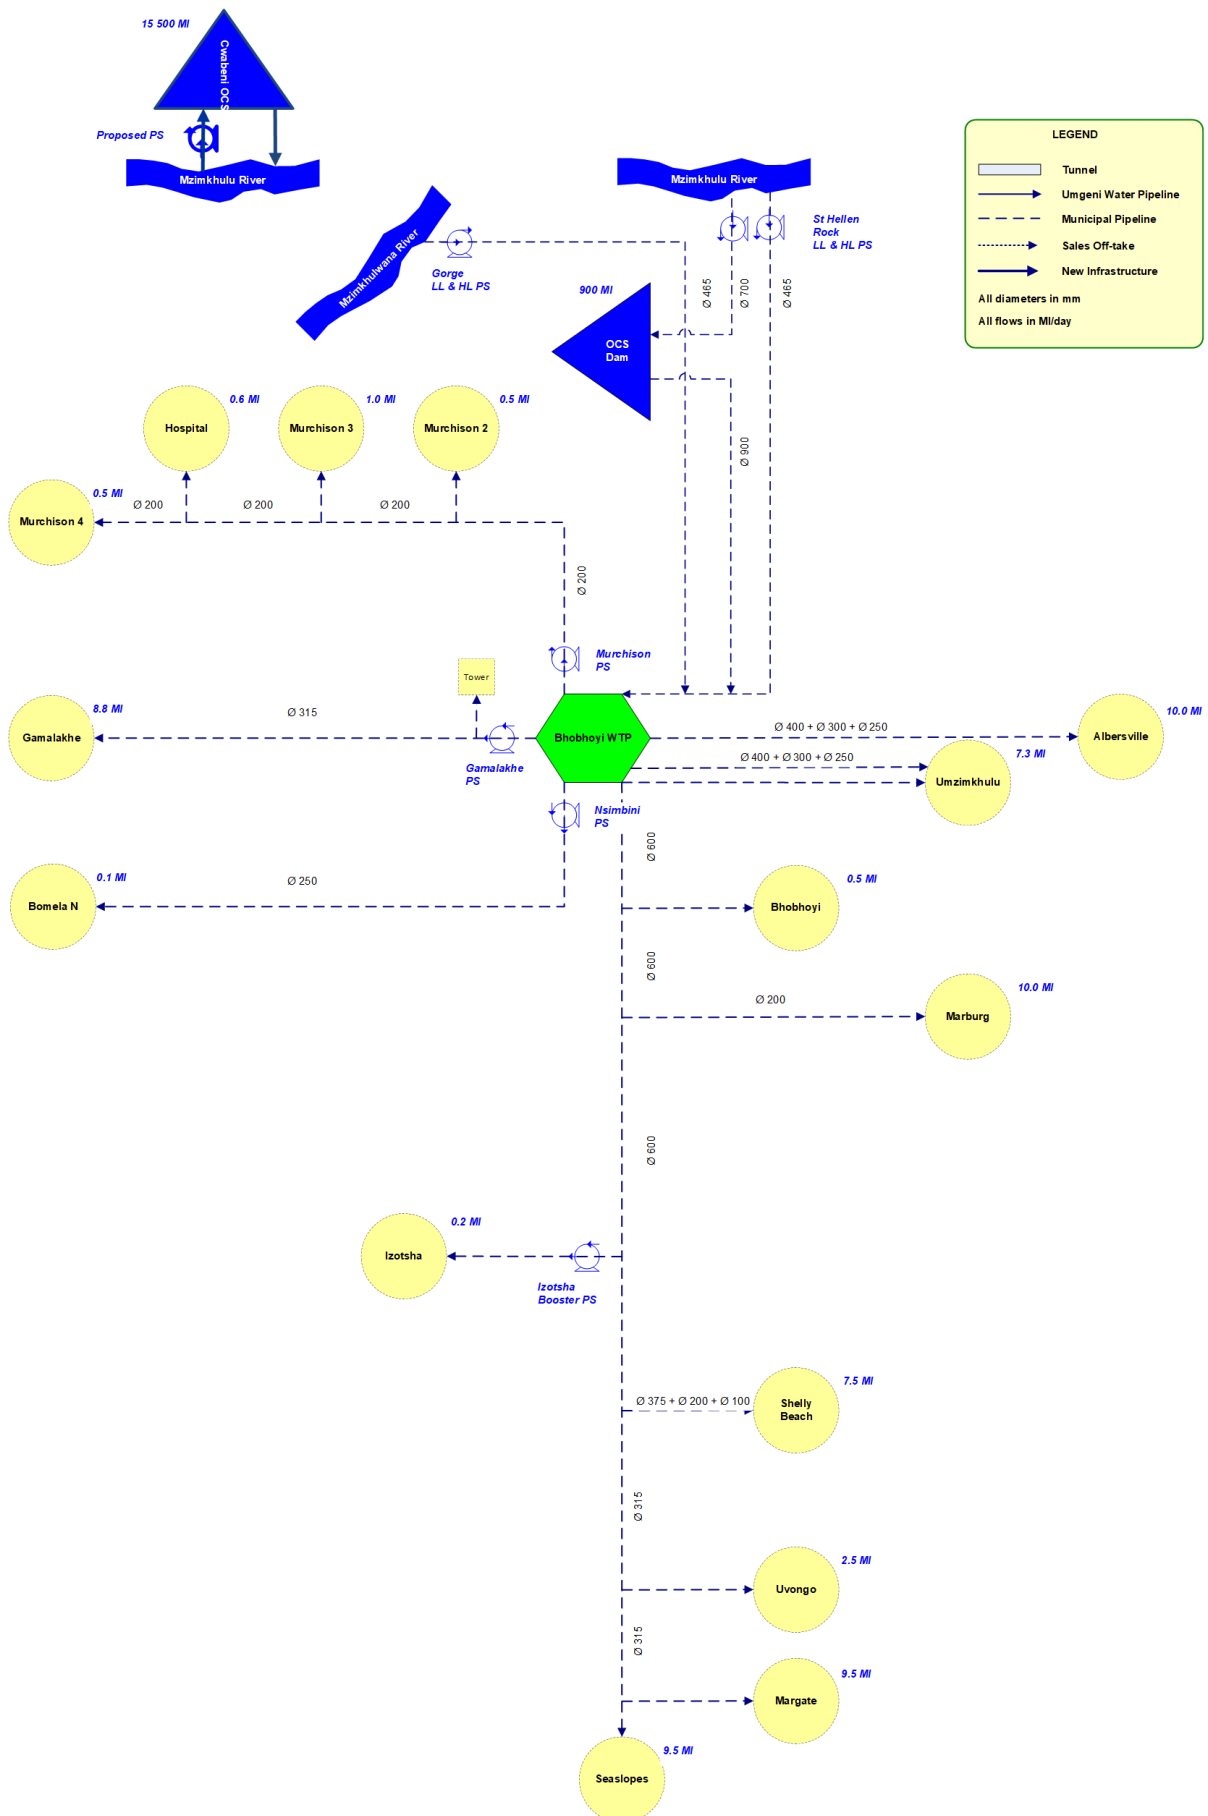 15 500 Ml
Cwabeni OCS
Proposed PS
Mzimkhulu River
Mzimkhulu River
St Hellen
Rock
LL & HL PS
Mzimkhulwana River
Gorge
LL & HL PS
LEGEND
Tunnel
Umgeni Water Pipeline
Municipal Pipeline
Sales Off-take
New Infrastructure
All diameters in mm
All flows in Ml/day
900 Ml
OCS
Dam
Ø 465
Ø 700
Ø 465
Ø 900
Hospital
0.6 Ml
Murchison 3
1.0 Ml
Murchison 2
0.5 Ml
Murchison 4
0.5 Ml
Ø 200
Ø 200
Ø 200
Ø 200
Murchison
PS
Tower
Gamalakhe
8.8 Ml
Ø 315
Gamalakhe
PS
Bhobhoyi WTP
Ø 400 + Ø 300 + Ø 250
Albersville
10.0 Ml
Ø 400 + Ø 300 + Ø 250
Umzimkhulu
7.3 Ml
Nsimbini
PS
Bomela N
0.1 Ml
Ø 250
Ø 600
Bhobhoyi
0.5 Ml
Ø 600
Ø 200
Marburg
10.0 Ml
Ø 600
Izotsha
0.2 Ml
Izotsha
Booster PS
Ø 375 + Ø 200 + Ø 100
Shelly
Beach
7.5 Ml
Ø 315
Uvongo
2.5 Ml
Ø 315
Margate
9.5 Ml
Seaslopes
9.5 Ml